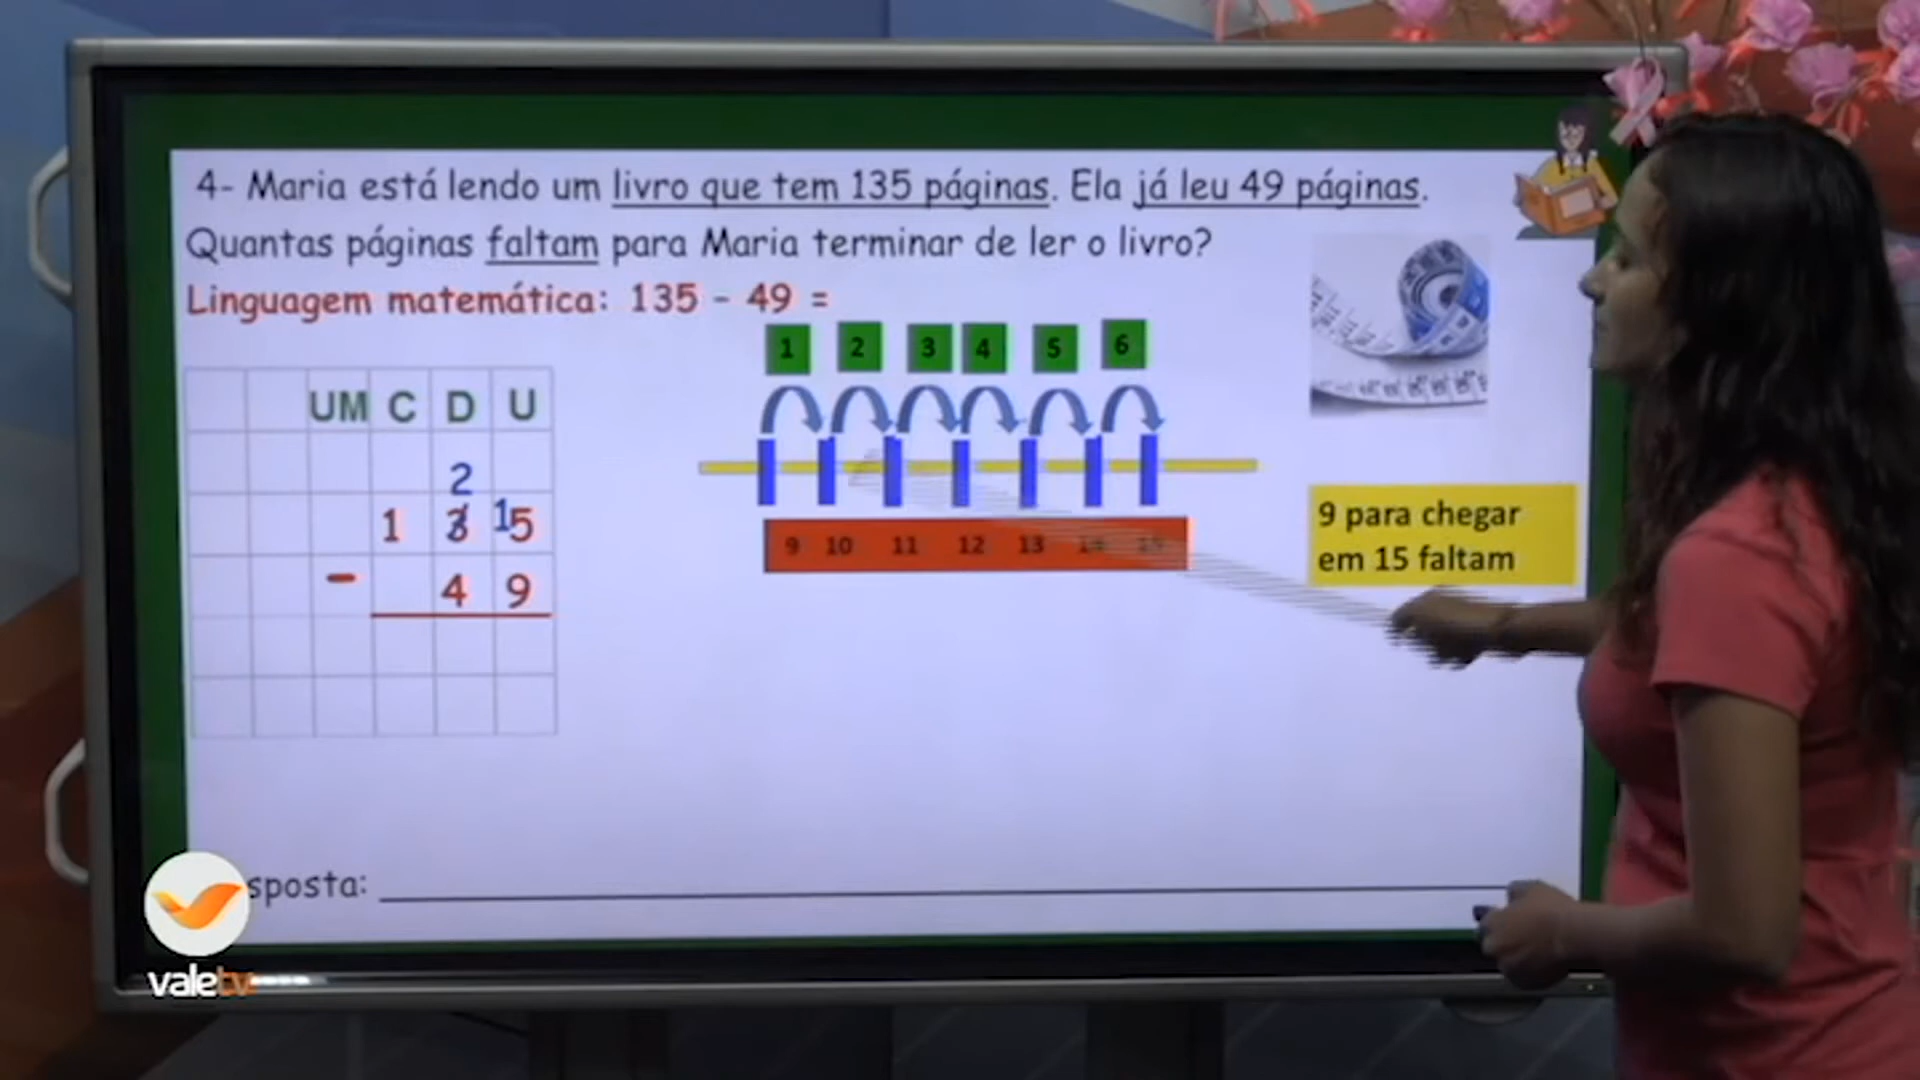 4- Maria está lendo um livro que tem 135 páginas. Ela já leu 49 páginas.
Quantas páginas faltam para Maria terminar de ler o livro?
Linguagem matemática: 135 - 49 =
1 2 3 4 5 6
UM C D U
2
1 3 15
- 4 9
9 10 11 12 13 14 15
9 para chegar
em 15 faltam
sposta:
valetv